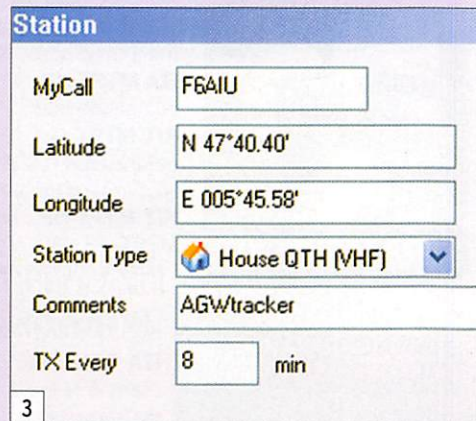 Station
MyCall F6AIU
Latitude N 47°40.40'
Longitude E 005°45.58'
Station Type House QTH (VHF)
Comments AGWtracker
TX Every 8 min
3